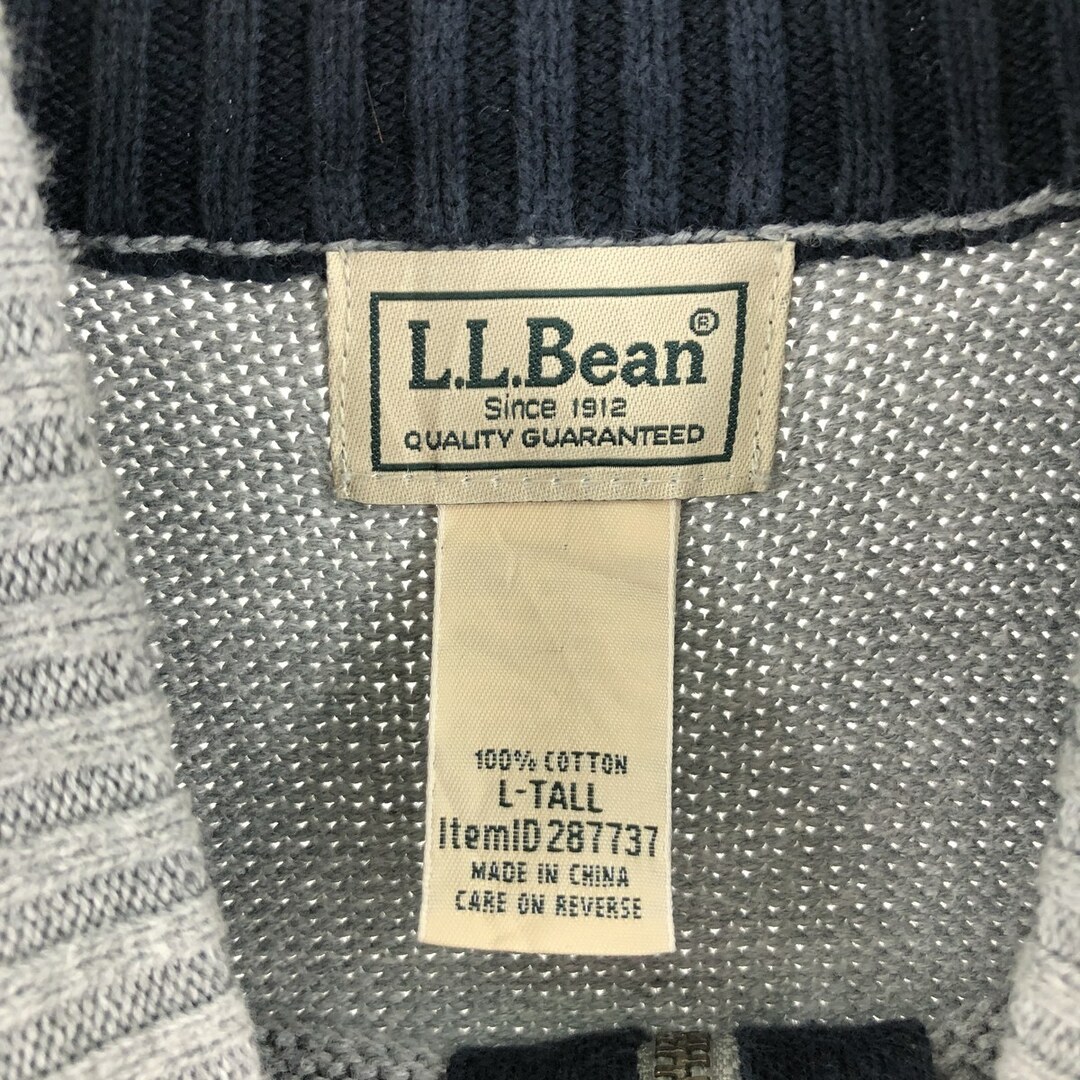 L.L.Bean®
Since 1912
QUALITY GUARANTEED
100% COTTON
L-TALL
ItemID 287737
MADE IN CHINA
CARE ON REVERSE